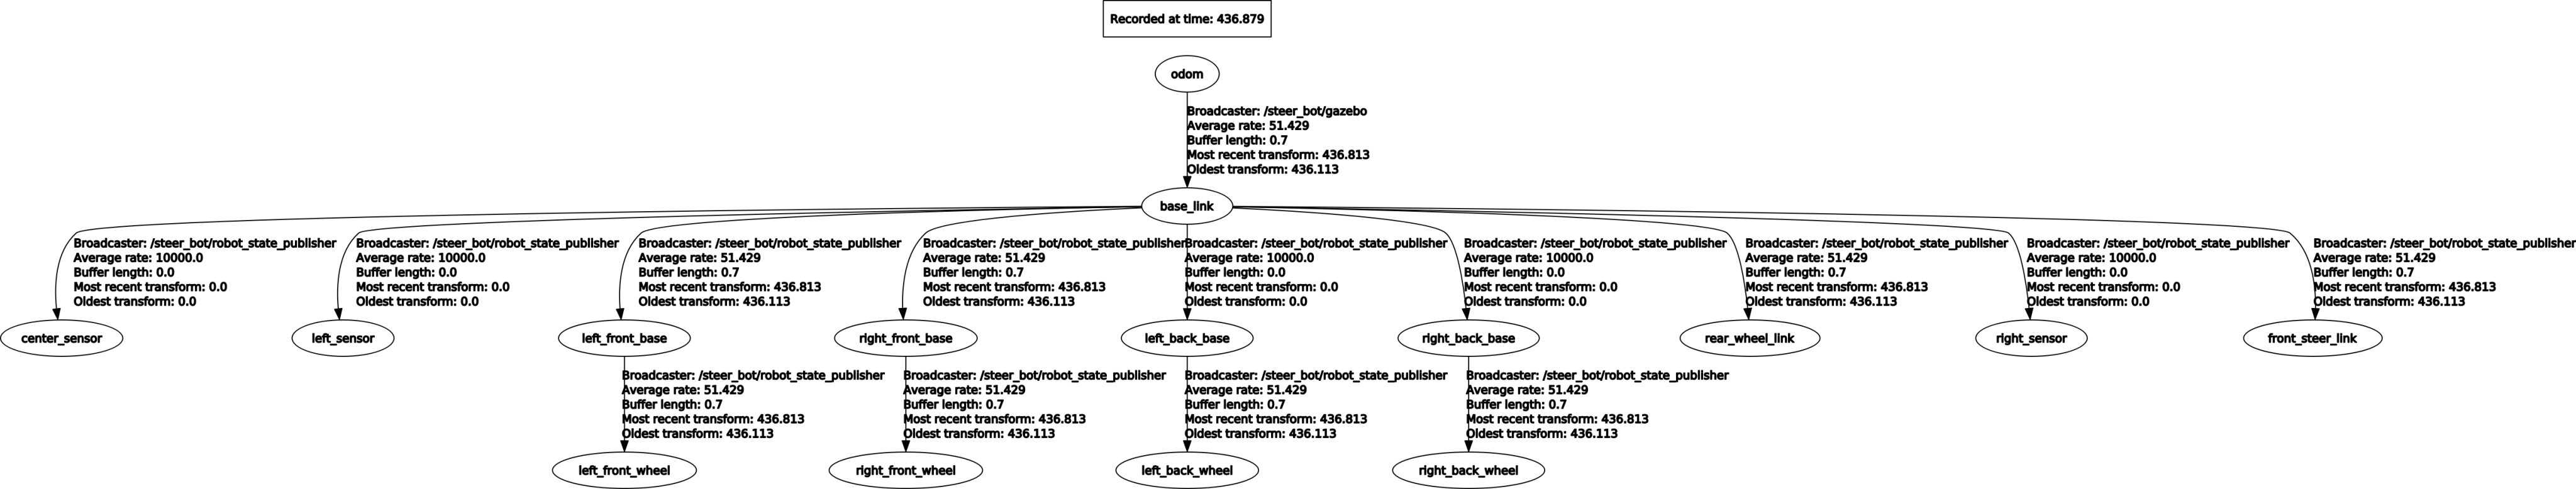 Recorded at time: 436.879
odom
Broadcaster: /steer_bot/gazebo
Average rate: 51.429
Buffer length: 0.7
Most recent transform: 436.813
Oldest transform: 436.113
base_link
Broadcaster: /steer_bot/robot_state_publisher
Average rate: 10000.0
Buffer length: 0.0
Most recent transform: 0.0
Oldest transform: 0.0
Broadcaster: /steer_bot/robot_state_publisher
Average rate: 10000.0
Buffer length: 0.0
Most recent transform: 0.0
Oldest transform: 0.0
Broadcaster: /steer_bot/robot_state_publisher
Average rate: 51.429
Buffer length: 0.7
Most recent transform: 436.813
Oldest transform: 436.113
Broadcaster: /steer_bot/robot_state_publisher
Average rate: 51.429
Buffer length: 0.7
Most recent transform: 436.813
Oldest transform: 436.113
Broadcaster: /steer_bot/robot_state_publisher
Average rate: 10000.0
Buffer length: 0.0
Most recent transform: 0.0
Oldest transform: 0.0
Broadcaster: /steer_bot/robot_state_publisher
Average rate: 10000.0
Buffer length: 0.0
Most recent transform: 0.0
Oldest transform: 0.0
Broadcaster: /steer_bot/robot_state_publisher
Average rate: 51.429
Buffer length: 0.7
Most recent transform: 436.813
Oldest transform: 436.113
Broadcaster: /steer_bot/robot_state_publisher
Average rate: 10000.0
Buffer length: 0.0
Most recent transform: 0.0
Oldest transform: 0.0
Broadcaster: /steer_bot/robot_state_publisher
Average rate: 51.429
Buffer length: 0.7
Most recent transform: 436.813
Oldest transform: 436.113
center_sensor
left_sensor
left_front_base
right_front_base
left_back_base
right_back_base
rear_wheel_link
right_sensor
front_steer_link
Broadcaster: /steer_bot/robot_state_publisher
Average rate: 51.429
Buffer length: 0.7
Most recent transform: 436.813
Oldest transform: 436.113
Broadcaster: /steer_bot/robot_state_publisher
Average rate: 51.429
Buffer length: 0.7
Most recent transform: 436.813
Oldest transform: 436.113
Broadcaster: /steer_bot/robot_state_publisher
Average rate: 51.429
Buffer length: 0.7
Most recent transform: 436.813
Oldest transform: 436.113
Broadcaster: /steer_bot/robot_state_publisher
Average rate: 51.429
Buffer length: 0.7
Most recent transform: 436.813
Oldest transform: 436.113
left_front_wheel
right_front_wheel
left_back_wheel
right_back_wheel